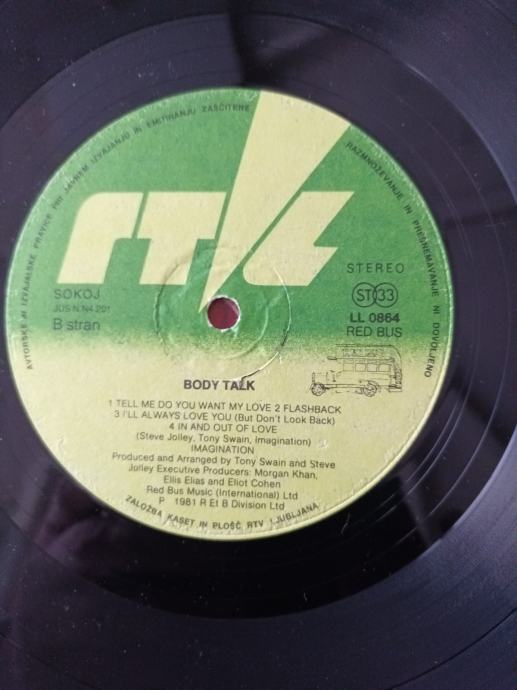 AVTORSKE IN IZVAJALSKE PRAVICE PRI JAVNEM IZVAJANJU IN EMITIRANJU ZAŠČITENE
RAZMNOŽEVANJE IN PRESNEMAVANJE NI DOVOLJENO
rtl
SOKOJ
JUS N.N4.201
B stran
STEREO
ST 33
LL 0864
RED BUS
BODY TALK
1 TELL ME DO YOU WANT MY LOVE 2 FLASHBACK
3 I'LL ALWAYS LOVE YOU (But Don't Look Back)
4 IN AND OUT OF LOVE
(Steve Jolley, Tony Swain, Imagination)
IMAGINATION
Produced and Arranged by Tony Swain and Steve
Jolley Executive Producers: Morgan Khan,
Ellis Elias and Eliot Cohen
Red Bus Music (International) Ltd
P 1981 R Et B Division Ltd
ZALOŽBA KASET IN PLOŠČ RTV LJUBLJANA